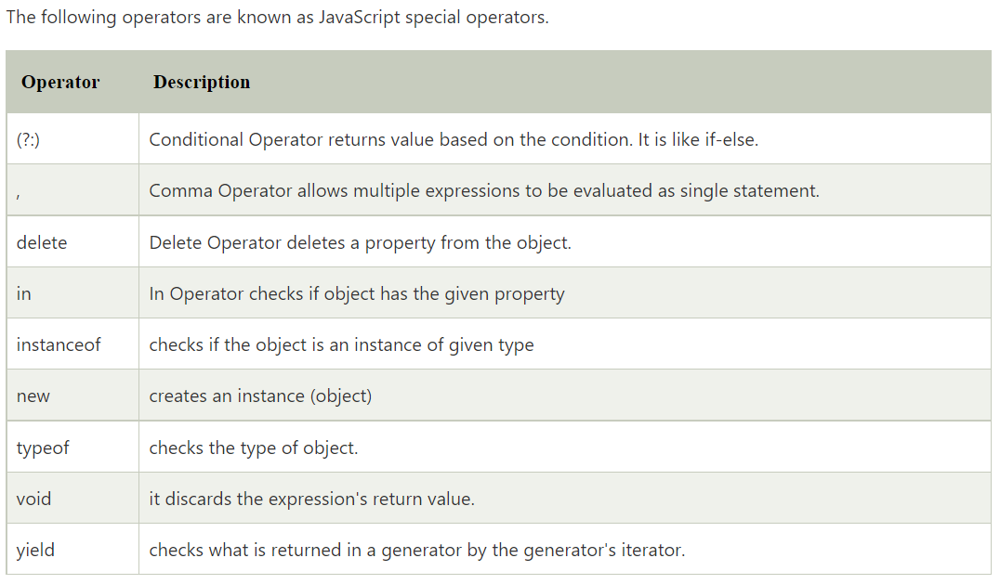 The following operators are known as JavaScript special operators.
Operator Description
(?:) Conditional Operator returns value based on the condition. It is like if-else.
, Comma Operator allows multiple expressions to be evaluated as single statement.
delete Delete Operator deletes a property from the object.
in In Operator checks if object has the given property
instanceof checks if the object is an instance of given type
new creates an instance (object)
typeof checks the type of object.
void it discards the expression's return value.
yield checks what is returned in a generator by the generator's iterator.